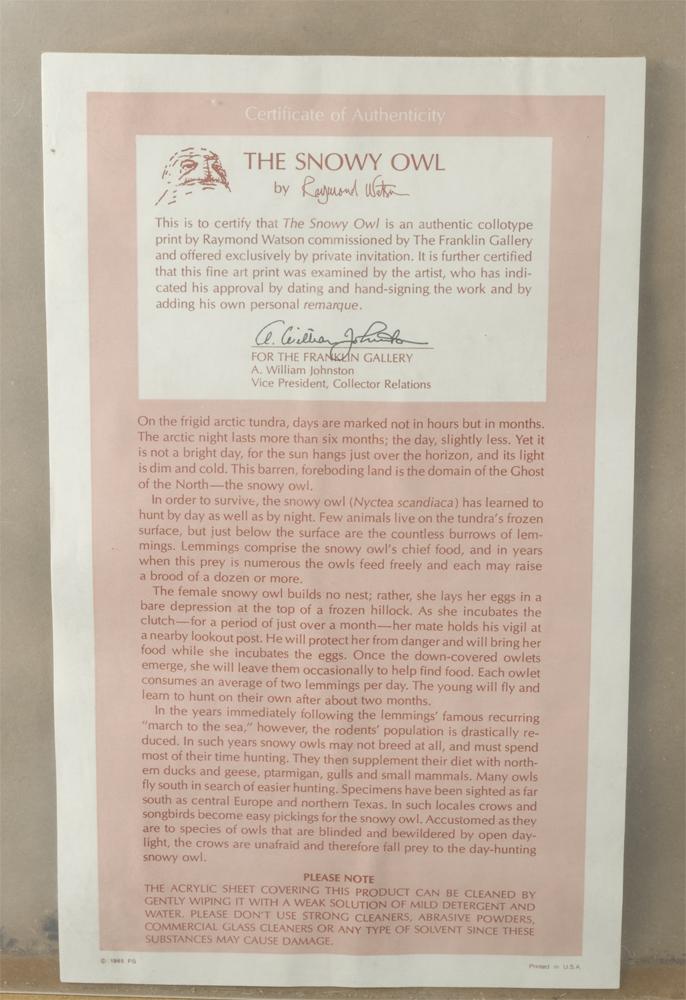 Certificate of Authenticity
THE SNOWY OWL
by Raymond Watson
This is to certify that The Snowy Owl is an authentic collotype
print by Raymond Watson commissioned by The Franklin Gallery
and offered exclusively by private invitation. It is further certified
that this fine art print was examined by the artist, who has indi-
cated his approval by dating and hand-signing the work and by
adding his own personal remarque.
A. William Johnston
FOR THE FRANKLIN GALLERY
A. William Johnston
Vice President, Collector Relations
On the frigid arctic tundra, days are marked not in hours but in months.
The arctic night lasts more than six months; the day, slightly less. Yet it
is not a bright day, for the sun hangs just over the horizon, and its light
is dim and cold. This barren, foreboding land is the domain of the Ghost
of the North—the snowy owl.
In order to survive, the snowy owl (Nyctea scandiaca) has learned to
hunt by day as well as by night. Few animals live on the tundra's frozen
surface, but just below the surface are the countless burrows of lem-
mings. Lemmings comprise the snowy owl's chief food, and in years
when this prey is numerous the owls feed freely and each may raise
a brood of a dozen or more.
The female snowy owl builds no nest; rather, she lays her eggs in a
bare depression at the top of a frozen hillock. As she incubates the
clutch—for a period of just over a month—her mate holds his vigil at
a nearby lookout post. He will protect her from danger and will bring her
food while she incubates the eggs. Once the down-covered owlets
emerge, she will leave them occasionally to help find food. Each owlet
consumes an average of two lemmings per day. The young will fly and
learn to hunt on their own after about two months.
In the years immediately following the lemmings' famous recurring
"march to the sea," however, the rodents' population is drastically re-
duced. In such years snowy owls may not breed at all, and must spend
most of their time hunting. They then supplement their diet with north-
ern ducks and geese, ptarmigan, gulls and small mammals. Many owls
fly south in search of easier hunting. Specimens have been sighted as far
south as central Europe and northern Texas. In such locales crows and
songbirds become easy pickings for the snowy owl. Accustomed as they
are to species of owls that are blinded and bewildered by open day-
light, the crows are unafraid and therefore fall prey to the day-hunting
snowy owl.
PLEASE NOTE
THE ACRYLIC SHEET COVERING THIS PRODUCT CAN BE CLEANED BY
GENTLY WIPING IT WITH A WEAK SOLUTION OF MILD DETERGENT AND
WATER. PLEASE DON'T USE STRONG CLEANERS, ABRASIVE POWDERS,
COMMERCIAL GLASS CLEANERS OR ANY TYPE OF SOLVENT SINCE THESE
SUBSTANCES MAY CAUSE DAMAGE.
© FG
Printed in U.S.A.